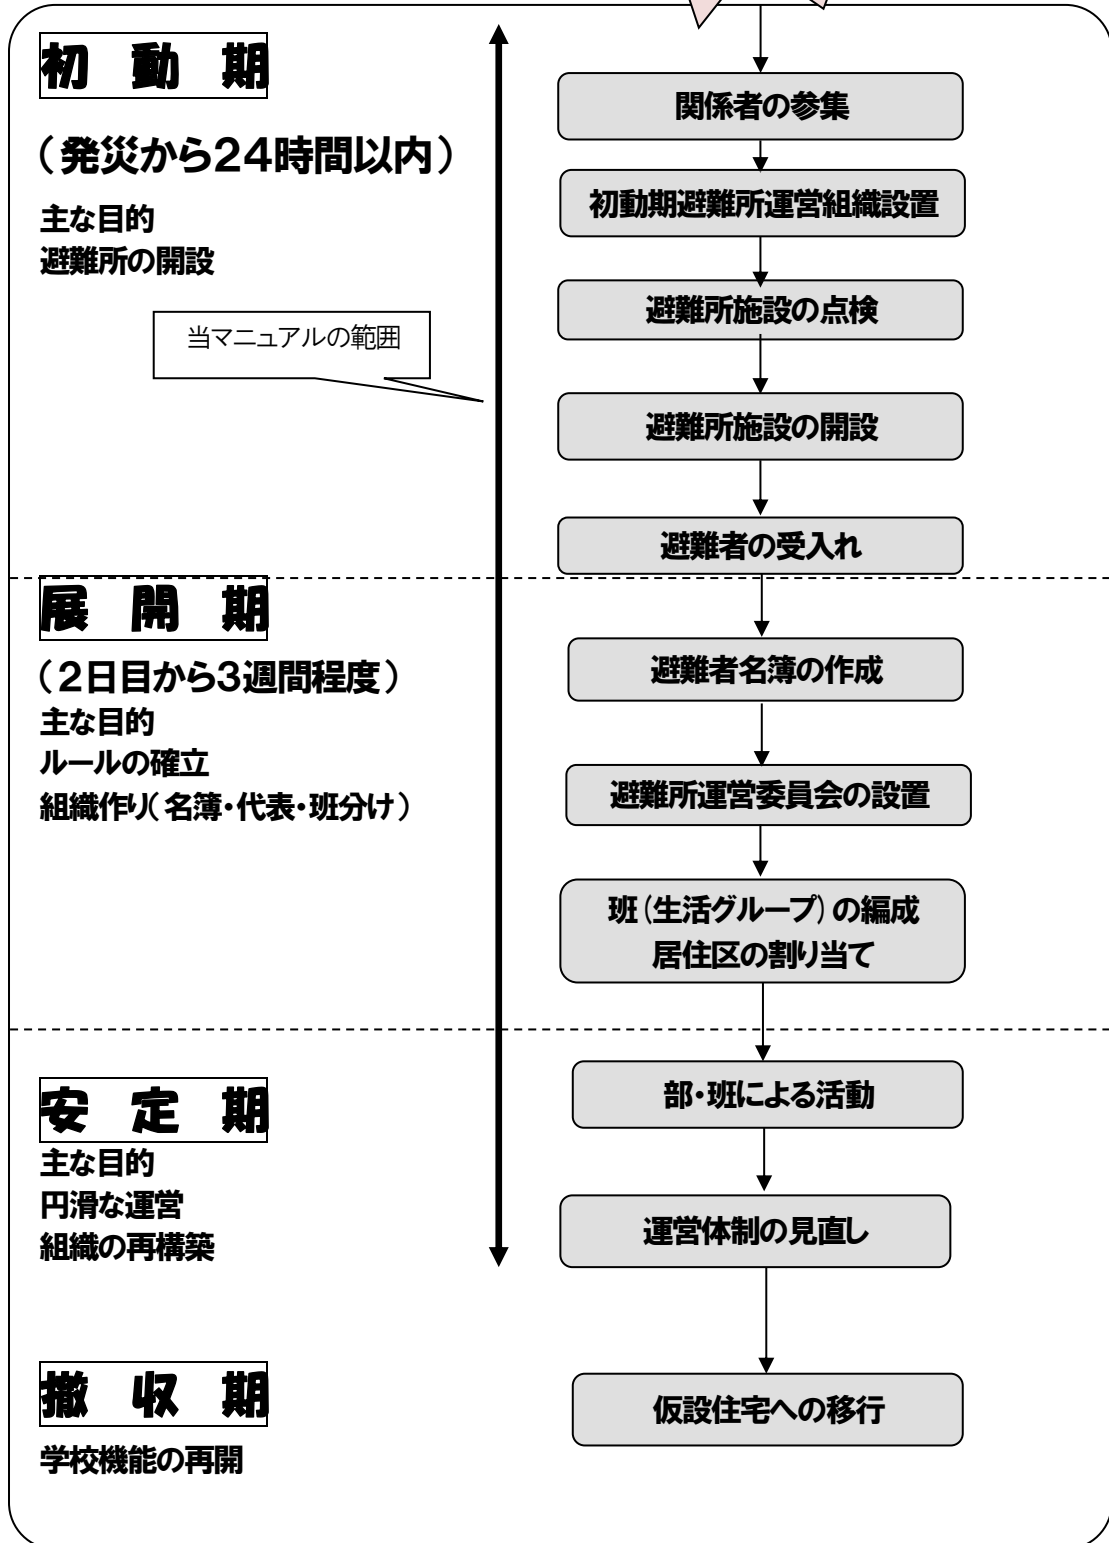 初動期
（発災から24時間以内）
主な目的
避難所の開設
当マニュアルの範囲
関係者の参集
初動期避難所運営組織設置
避難所施設の点検
避難所施設の開設
避難者の受入れ
展開期
（2日目から3週間程度）
主な目的
ルールの確立
組織作り（名簿・代表・班分け）
避難者名簿の作成
避難所運営委員会の設置
班（生活グループ）の編成
居住区の割り当て
安定期
主な目的
円滑な運営
組織の再構築
部・班による活動
運営体制の見直し
撤収期
学校機能の再開
仮設住宅への移行